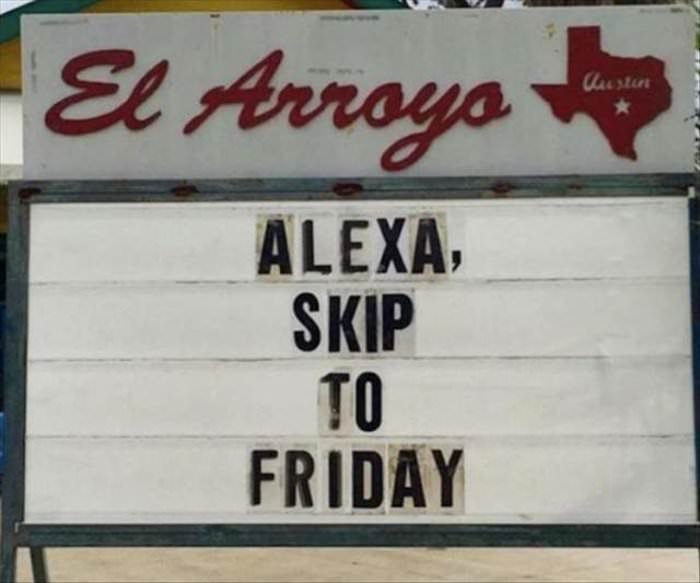 El Arroyo
Austin
ALEXA,
SKIP
TO
FRIDAY